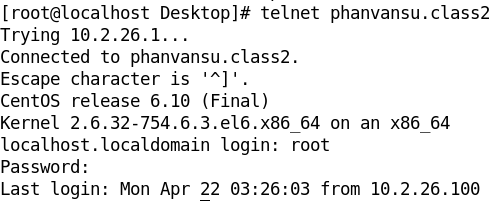 [root@localhost Desktop]# telnet phanvansu.class2
Trying 10.2.26.1...
Connected to phanvansu.class2.
Escape character is '^]'.
CentOS release 6.10 (Final)
Kernel 2.6.32-754.6.3.el6.x86_64 on an x86_64
localhost.localdomain login: root
Password:
Last login: Mon Apr 22 03:26:03 from 10.2.26.100